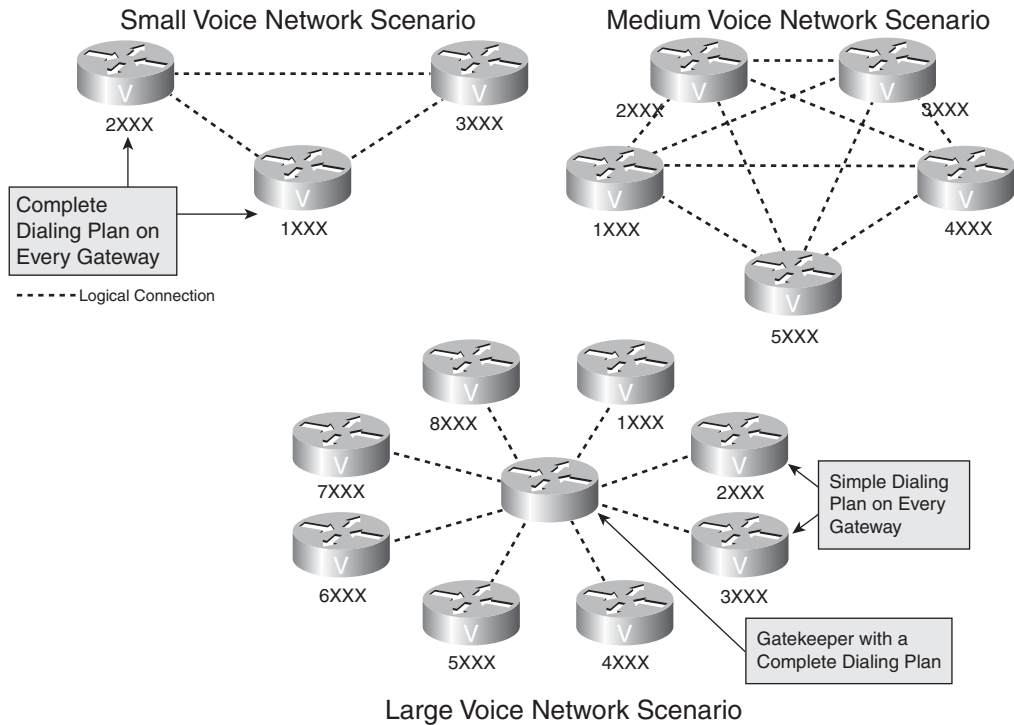 Small Voice Network Scenario
V
2XXX
V
3XXX
V
1XXX
Complete
Dialing Plan on
Every Gateway
Logical Connection
Medium Voice Network Scenario
V
2XXX
V
3XXX
V
1XXX
V
4XXX
V
5XXX
V
8XXX
V
1XXX
V
7XXX
V
2XXX
V
6XXX
V
3XXX
V
5XXX
V
4XXX
Simple Dialing
Plan on Every
Gateway
Gatekeeper with a
Complete Dialing Plan
Large Voice Network Scenario